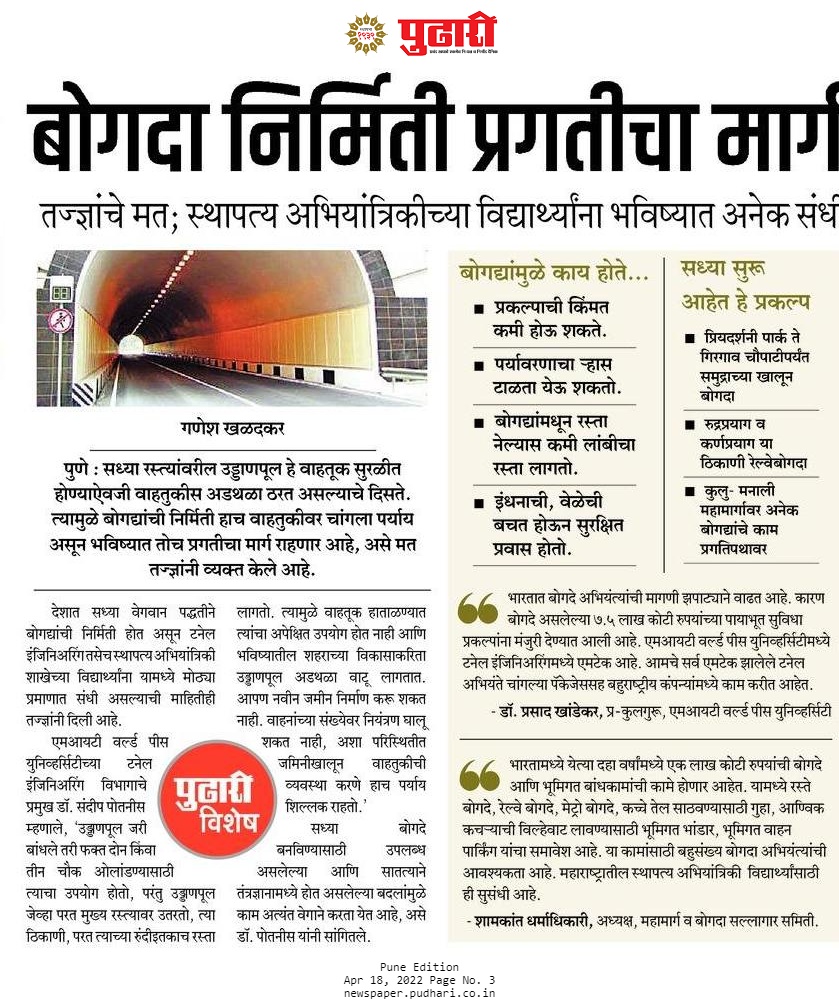 पुढारी
बोगदा निर्मिती प्रगतीचा
तज्ज्ञांचे मत; स्थापत्य अभियांत्रिकीच्या विद्यार्थ्यांना भविष्यात अनेक संधी
गणेश खळदकर
पुणे : सध्या रस्त्यांवरील उड्डाणपूल हे वाहतूक सुरळीत
होण्याऐवजी वाहतुकीस अडथळा ठरत असल्याचे दिसते.
त्यामुळे बोगद्यांची निर्मिती हाच वाहतुकीवर चांगला पर्याय
असून भविष्यात तोच प्रगतीचा मार्ग राहणार आहे, असे मत
तज्ज्ञांनी व्यक्त केले आहे.
देशात सध्या वेगवान पद्धतीने
बोगद्यांची निर्मिती होत असून टनेल
इंजिनिअरिंग तसेच स्थापत्य अभियांत्रिकी
शाखेच्या विद्यार्थ्यांना यामध्ये मोठ्या
प्रमाणात संधी असल्याची माहितीही
तज्ज्ञांनी दिली आहे.
एमआयटी वर्ल्ड पीस
युनिव्हर्सिटीच्या टनेल
इंजिनिअरिंग विभागाचे
प्रमुख डॉ. संदीप पोतनीस
म्हणाले, 'उड्डाणपूल जरी
बांधले तरी फक्त दोन किंवा
तीन चौक ओलांडण्यासाठी
त्याचा उपयोग होतो, परंतु उड्डाणपूल
जेव्हा परत मुख्य रस्त्यावर उतरतो, त्या
ठिकाणी, परत त्याच्या रुंदीइतकाच रस्ता
लागतो. त्यामुळे वाहतूक हाताळण्यात
त्यांचा अपेक्षित उपयोग होत नाही आणि
भविष्यातील शहराच्या विकासाकरिता
उड्डाणपूल अडथळा वाटू लागतात.
आपण नवीन जमीन निर्माण करू शकत
नाही. वाहनांच्या संख्येवर नियंत्रण घालू
शकत नाही, अशा परिस्थितीत
जमिनीखालून वाहतुकीची
व्यवस्था करणे हाच पर्याय
शिल्लक राहतो.'
सध्या बोगदे
बनविण्यासाठी उपलब्ध
असलेल्या आणि सातत्याने
तंत्रज्ञानामध्ये होत असलेल्या बदलांमुळे
काम अत्यंत वेगाने करता येत आहे, असे
डॉ. पोतनीस यांनी सांगितले.
पुढारी
विशेष
बोगद्यांमुळे काय होते...
■ प्रकल्पाची किंमत
कमी होऊ शकते.
■ पर्यावरणाचा ऱ्हास
टाळता येऊ शकतो.
■ बोगद्यांमधून रस्ता
नेल्यास कमी लांबीचा
रस्ता लागतो.
■ इंधनाची, वेळेची
बचत होऊन सुरक्षित
प्रवास होतो.
सध्या सुरू
आहेत हे प्रकल्प
■ प्रियदर्शनी पार्क ते
गिरगाव चौपाटीपर्यंत
समुद्राच्या खालून
बोगदा
■ रुद्रप्रयाग व
कर्णप्रयाग या
ठिकाणी रेल्वेबोगदा
■ कुलु- मनाली
महामार्गावर अनेक
बोगद्यांचे काम
प्रगतिपथावर
❝ भारतात बोगदे अभियंत्यांची मागणी झपाट्याने वाढत आहे. कारण
बोगदे असलेल्या ७.५ लाख कोटी रुपयांच्या पायाभूत सुविधा
प्रकल्पांना मंजुरी देण्यात आली आहे. एमआयटी वर्ल्ड पीस युनिव्हर्सिटीमध्ये
टनेल इंजिनिअरिंगमध्ये एमटेक आहे. आमचे सर्व एमटेक झालेले टनेल
अभियंते चांगल्या पॅकेजेससह बहुराष्ट्रीय कंपन्यांमध्ये काम करीत आहेत.
- डॉ. प्रसाद खांडेकर, प्र-कुलगुरू, एमआयटी वर्ल्ड पीस युनिव्हर्सिटी
❝ भारतामध्ये येत्या दहा वर्षांमध्ये एक लाख कोटी रुपयांची बोगदे
आणि भूमिगत बांधकामांची कामे होणार आहेत. यामध्ये रस्ते
बोगदे, रेल्वे बोगदे, मेट्रो बोगदे, कच्चे तेल साठवण्यासाठी गुहा, आण्विक
कचऱ्याची विल्हेवाट लावण्यासाठी भूमिगत भांडार, भूमिगत वाहन
पार्किंग यांचा समावेश आहे. या कामांसाठी बहुसंख्य बोगदा अभियंत्यांची
आवश्यकता आहे. महाराष्ट्रातील स्थापत्य अभियांत्रिकी विद्यार्थ्यांसाठी
ही सुसंधी आहे.
- शामकांत धर्माधिकारी, अध्यक्ष, महामार्ग व बोगदा सल्लागार समिती.
Pune Edition
Apr 18, 2022 Page No. 3
newspaper.pudhari.co.in